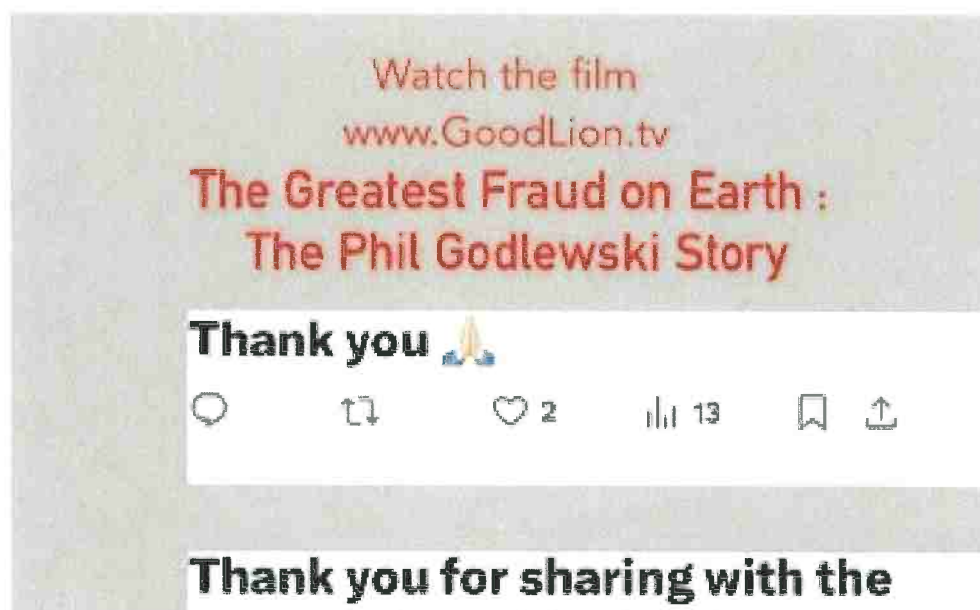 Watch the film
www.GoodLion.tv
The Greatest Fraud on Earth :
The Phil Godlewski Story
Thank you 🙏🏻
2 13
Thank you for sharing with the